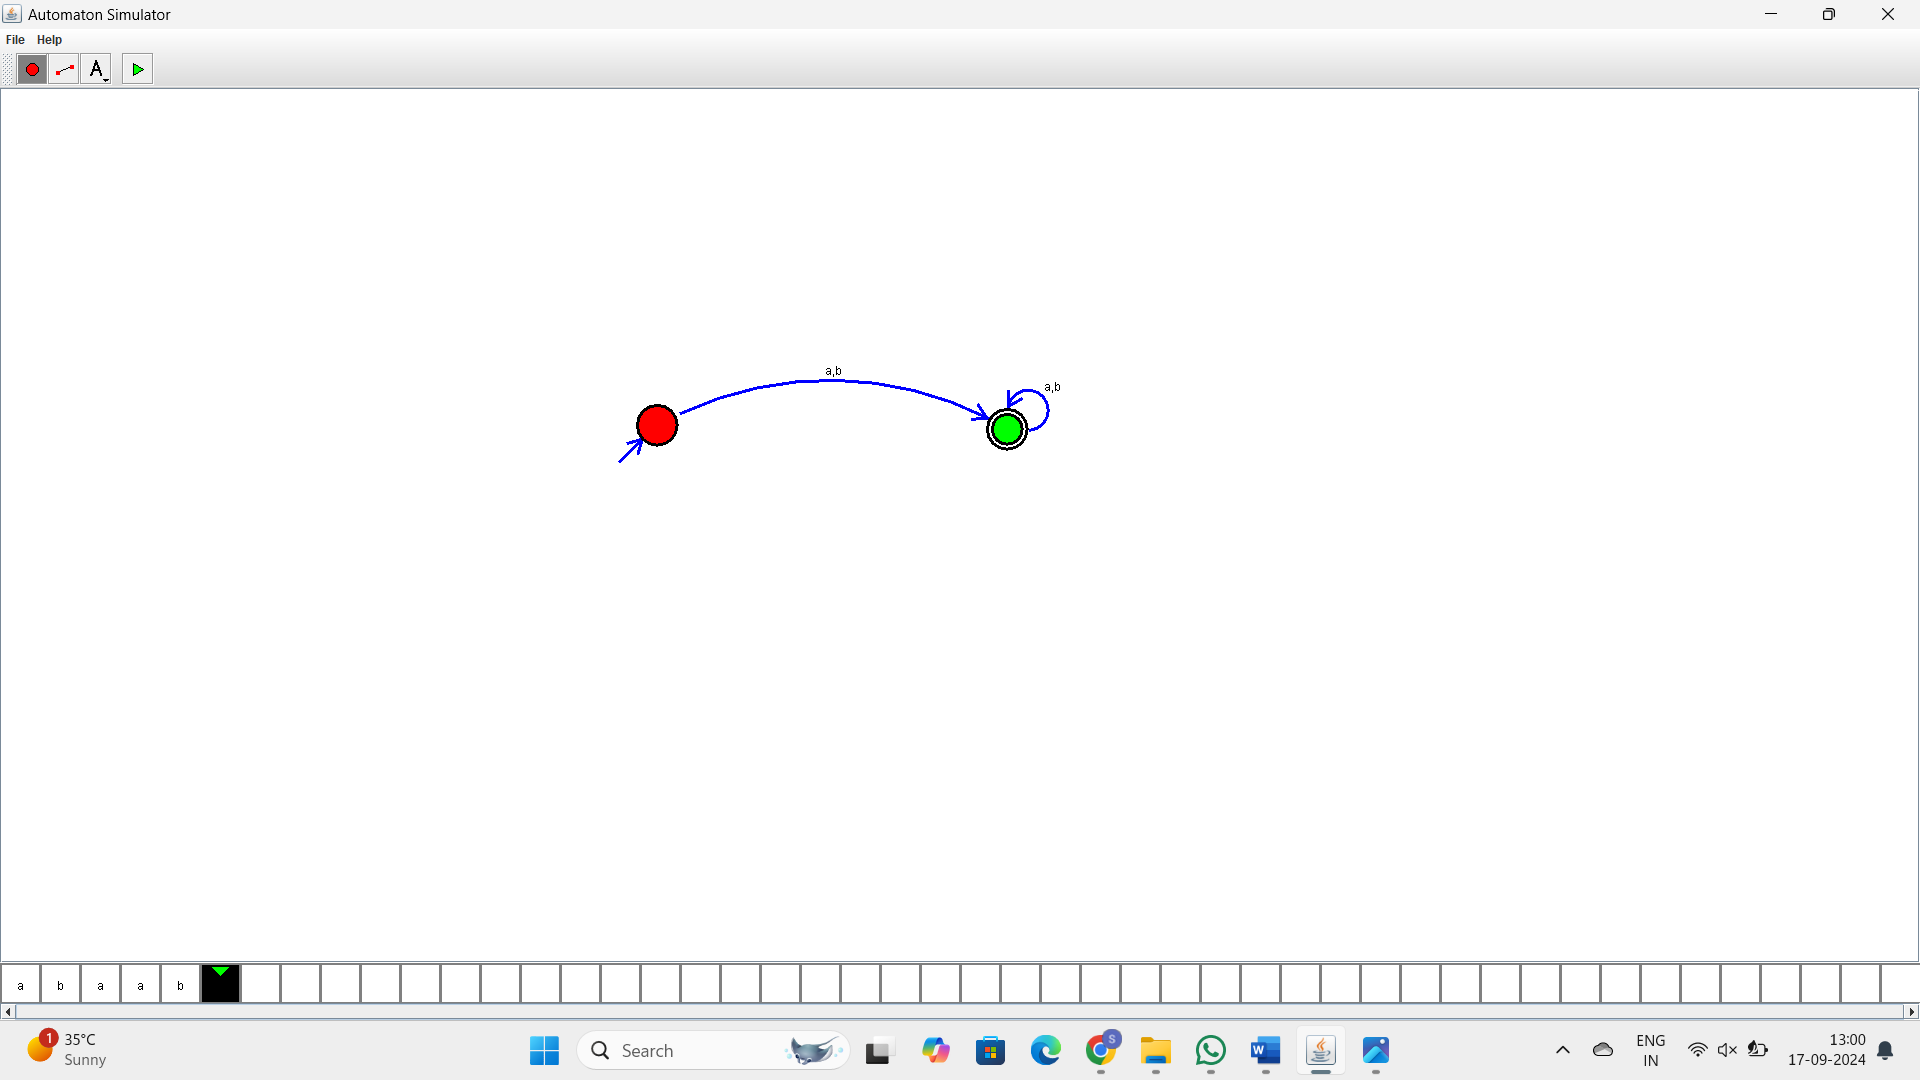 Automaton Simulator
File Help
A
a,b
a,b
a b a a b
1
35°C
Sunny
Search
S
W
ENG
IN
13:00
17-09-2024